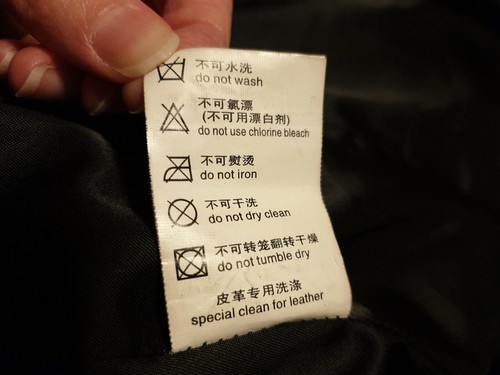 不可水洗
do not wash
不可氯漂
(不可用漂白剂)
do not use chlorine bleach
不可熨烫
do not iron
不可干洗
do not dry clean
不可转笼翻转干燥
do not tumble dry
皮革专用洗涤
special clean for leather